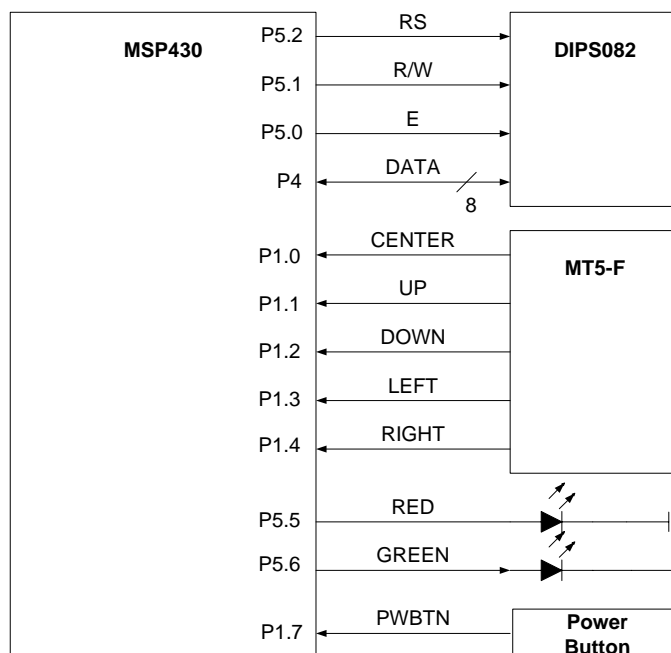 MSP430
P5.2 RS DIPS082
P5.1 R/W
P5.0 E
P4 DATA
8
P1.0 CENTER MT5-F
P1.1 UP
P1.2 DOWN
P1.3 LEFT
P1.4 RIGHT
P5.5 RED
P5.6 GREEN
P1.7 PWBTN Power
Button